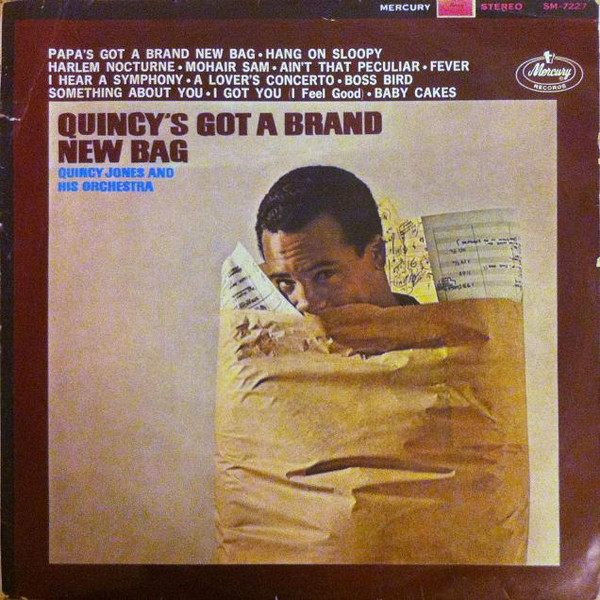 MERCURY STEREO SM-7227
PAPA'S GOT A BRAND NEW BAG • HANG ON SLOOPY
HARLEM NOCTURNE • MOHAIR SAM • AIN'T THAT PECULIAR • FEVER
I HEAR A SYMPHONY • A LOVER'S CONCERTO • BOSS BIRD
SOMETHING ABOUT YOU • I GOT YOU (I Feel Good) • BABY CAKES
Mercury
RECORDS
QUINCY'S GOT A BRAND
NEW BAG
QUINCY JONES AND
HIS ORCHESTRA